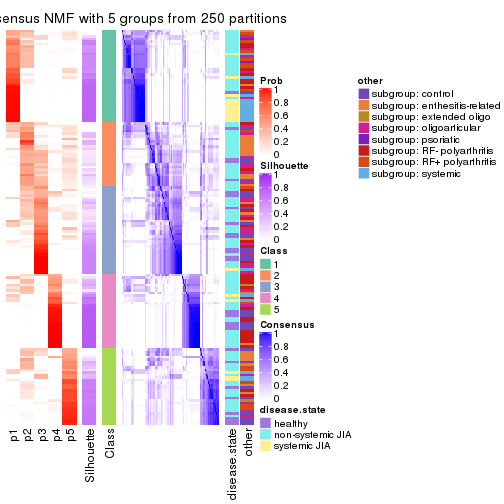 sensus NMF with 5 groups from 250 partitions
p1
p2
p3
p4
p5
Silhouette
Class
disease.state
other
Prob
1
0.8
0.6
0.4
0.2
0
Silhouette
1
0.8
0.6
0.4
0.2
0
Class
1
2
3
4
5
Consensus
1
0.8
0.6
0.4
0.2
0
disease.state
healthy
non-systemic JIA
systemic JIA
other
subgroup: control
subgroup: enthesitis-related
subgroup: extended oligo
subgroup: oligoarticular
subgroup: psoriatic
subgroup: RF- polyarthritis
subgroup: RF+ polyarthritis
subgroup: systemic